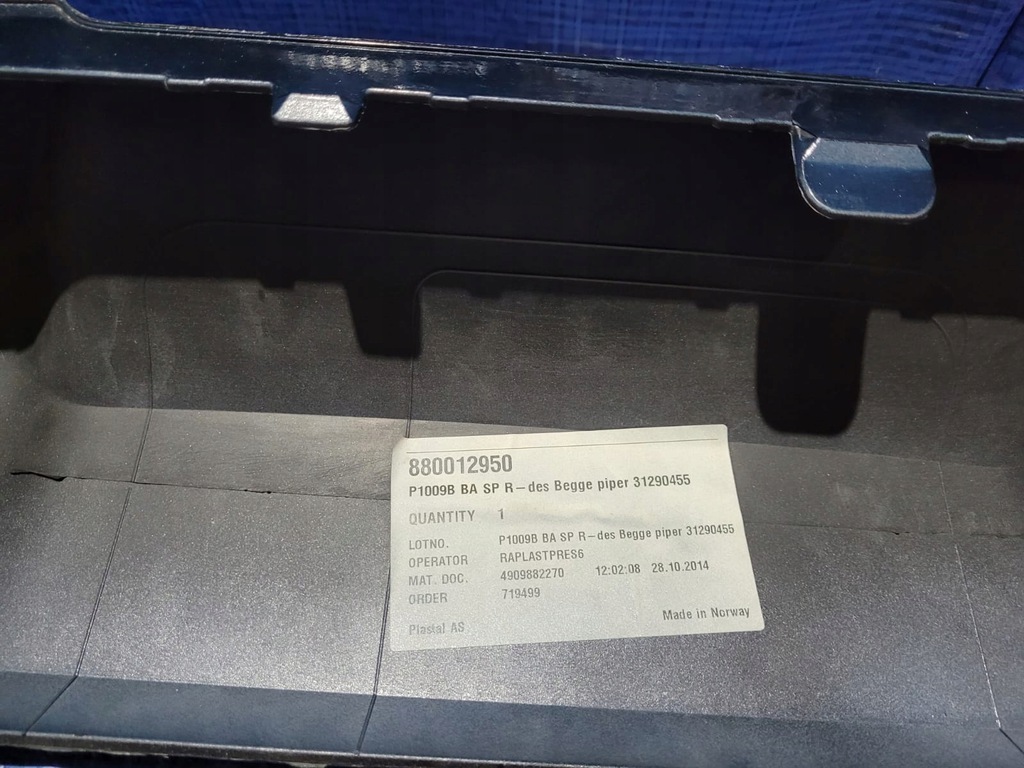 880012950
P1009B BA SP R–des Begge piper 31290455
QUANTITY 1
LOTNO. P1009B BA SP R–des Begge piper 31290455
OPERATOR RAPLASTPRES6
MAT. DOC. 4909882270 12:02:08 28.10.2014
ORDER 719499
Plastal AS Made in Norway